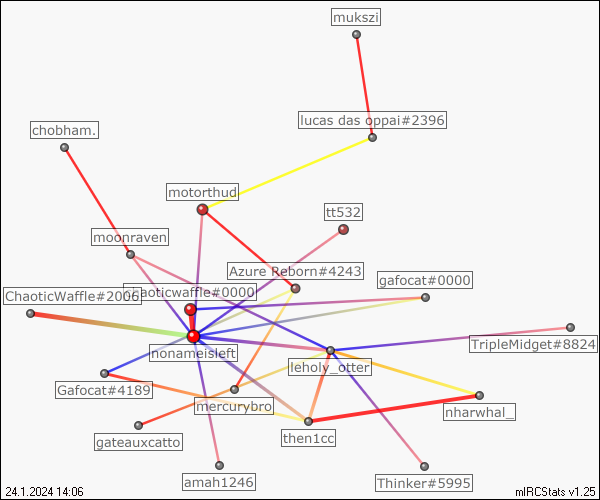 mukszi
lucas das oppai#2396
chobham.
motorthud
tt532
moonraven
Azure Reborn#4243
gafocat#0000
ChaoticWaffle#2006
chaoticwaffle#0000
TripleMidget#8824
nonameisleft
leholy_otter
Gafocat#4189
mercurybro
nharwhal_
gateauxcatto
then1cc
amah1246
Thinker#5995
24.1.2024 14:06
mIRCStats v1.25